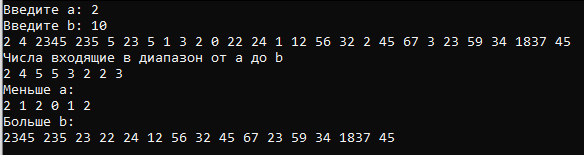 Введите a: 2
Введите b: 10
2 4 2345 235 5 23 5 1 3 2 0 22 24 1 12 56 32 2 45 67 3 23 59 34 1837 45
Числа входящие в диапазон от a до b
2 4 5 5 3 2 2 3
Меньше a:
2 1 2 0 1 2
Больше b:
2345 235 23 22 24 12 56 32 45 67 23 59 34 1837 45